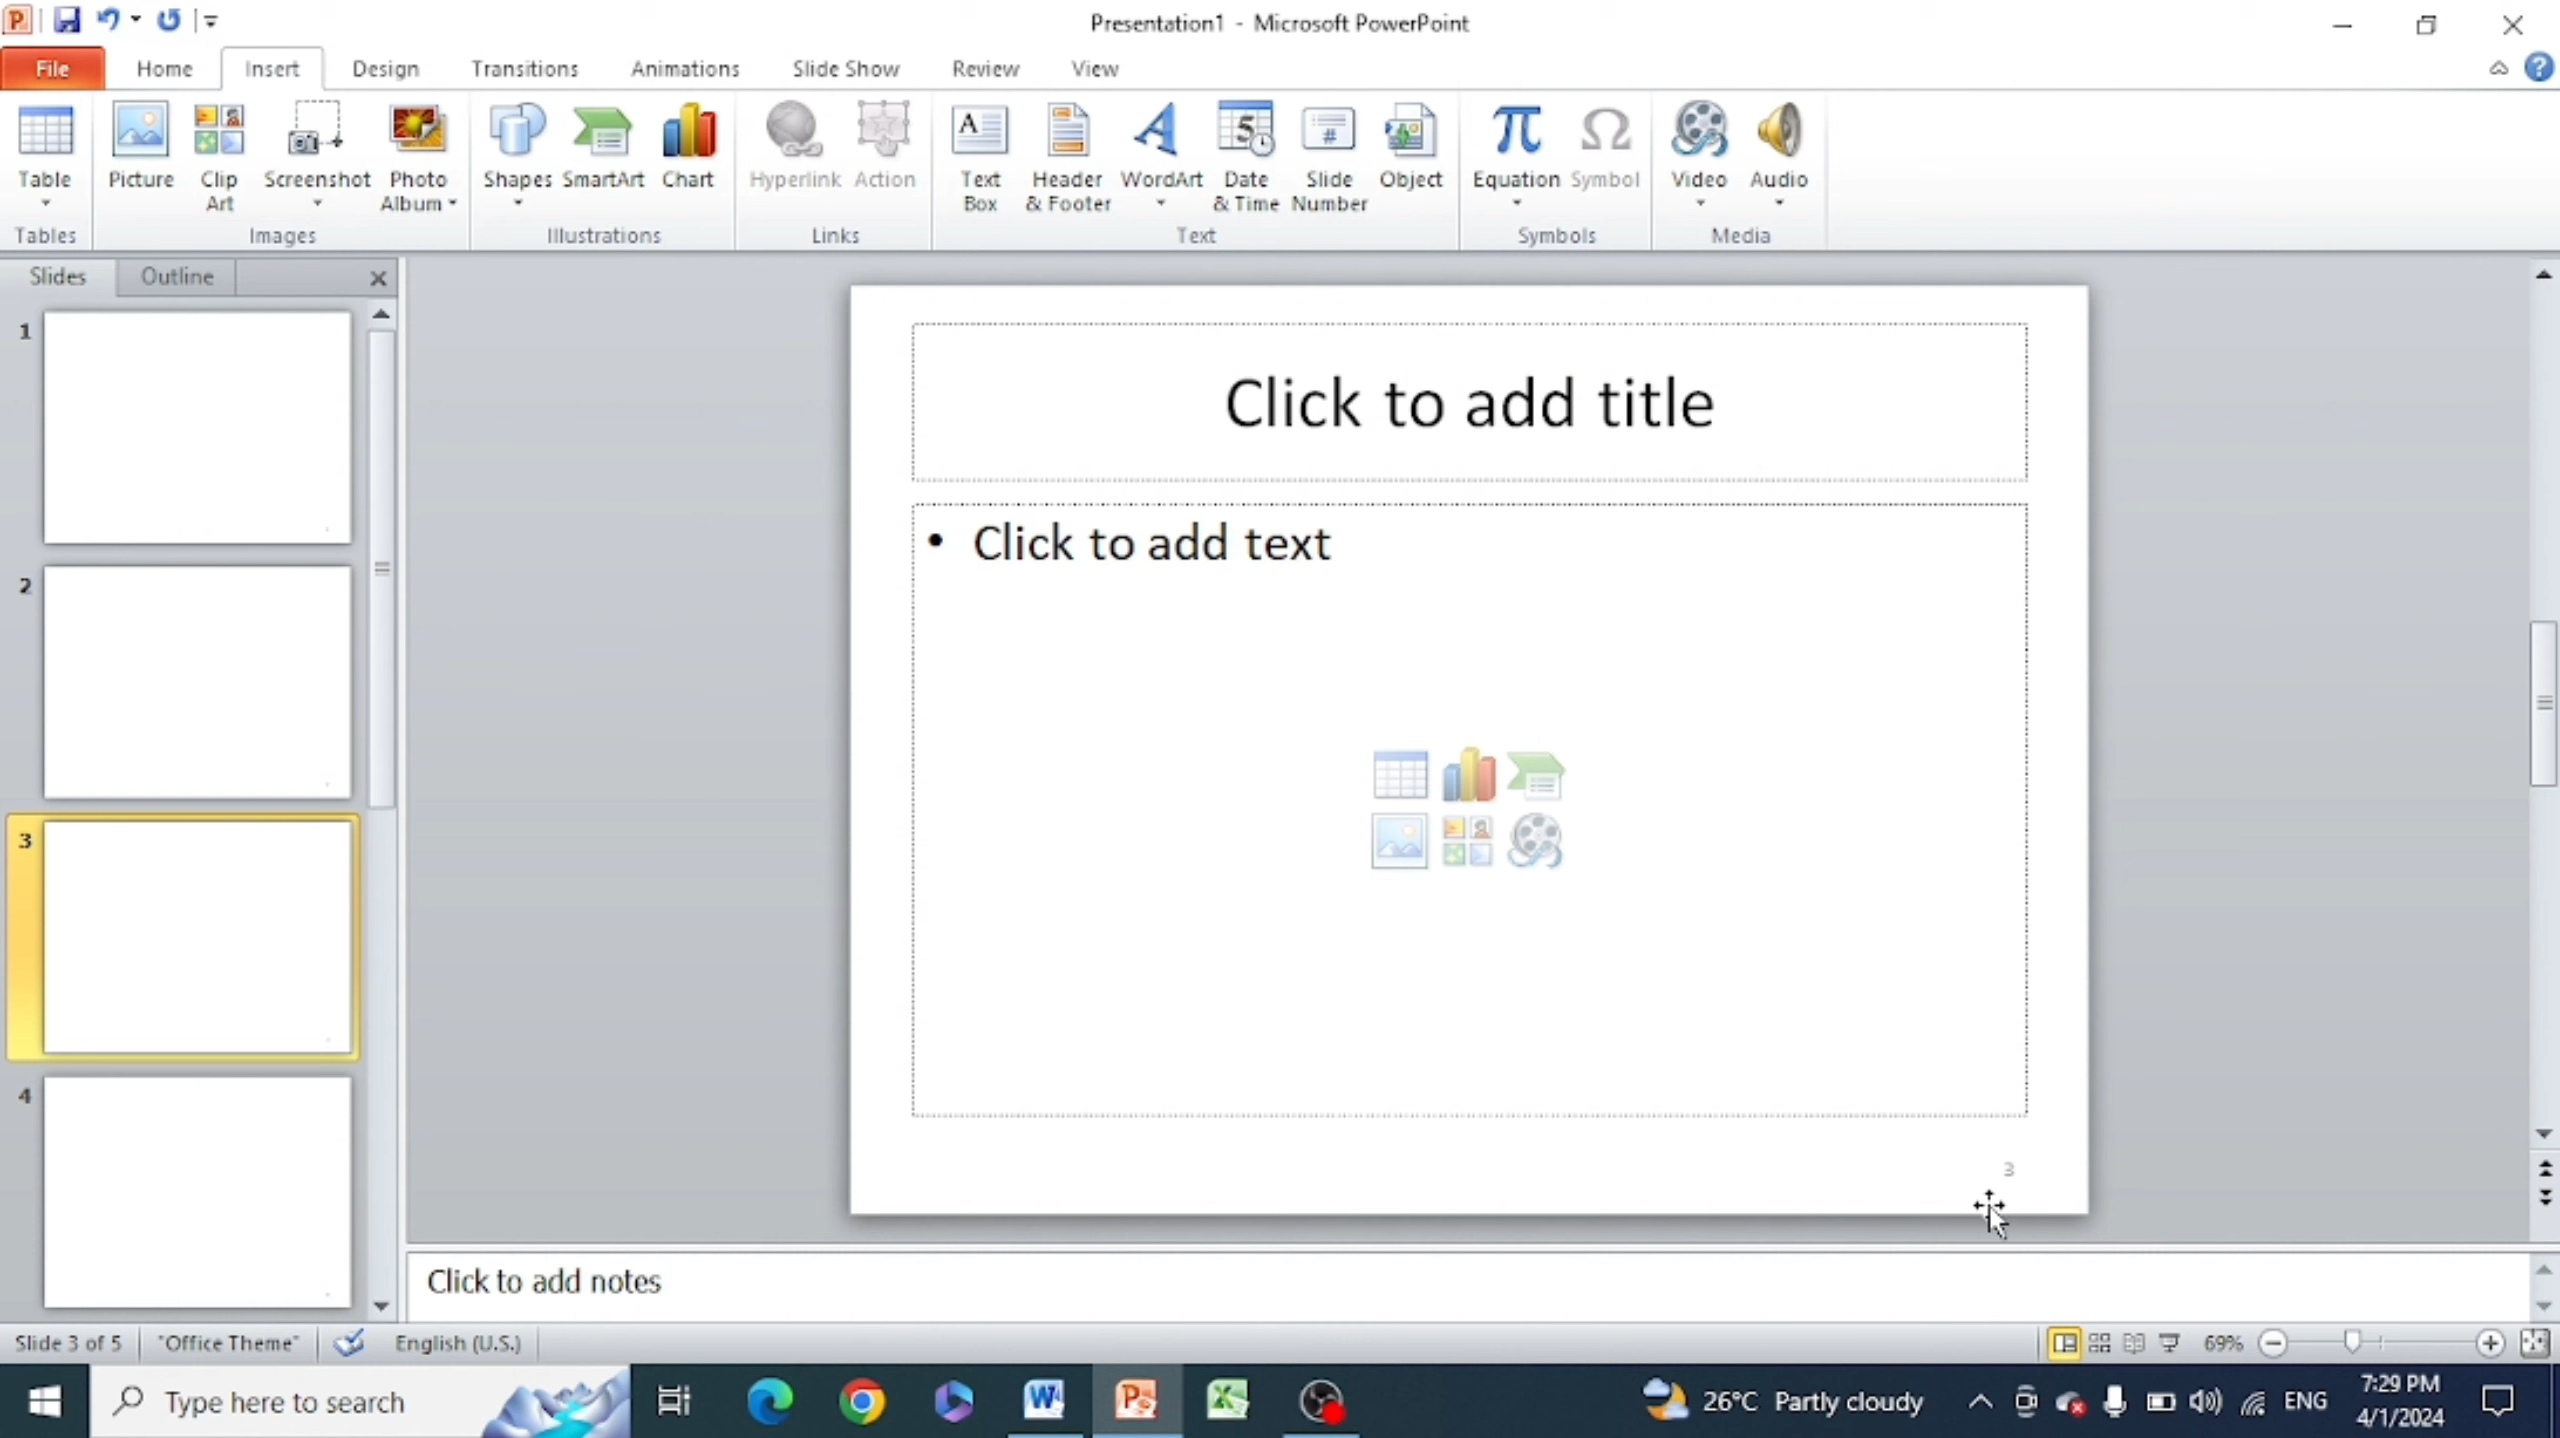 Presentation1 - Microsoft PowerPoint
File Home Insert Design Transitions Animations Slide Show Review View
Table Picture Clip Art Screenshot Photo Album Shapes SmartArt Chart Hyperlink Action Text Box Header & Footer WordArt Date & Time Slide Number Object Equation Symbol Video Audio
Tables Images Illustrations Links Text Symbols Media
Slides Outline
1
2
3
4
Click to add title
• Click to add text
3
Click to add notes
Slide 3 of 5 "Office Theme" English (U.S.) 69%
Type here to search 26°C Partly cloudy ENG 7:29 PM
4/1/2024